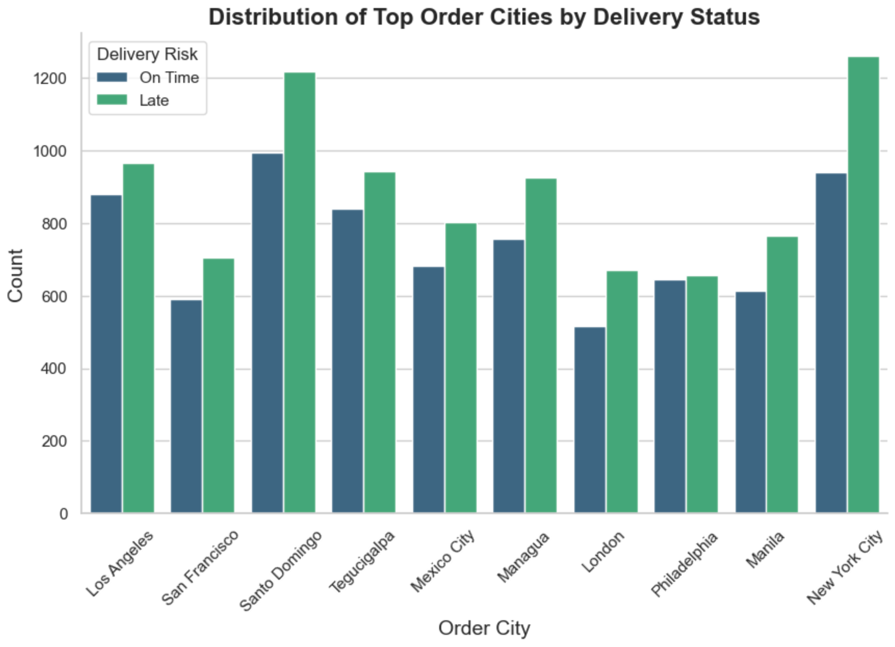 Distribution of Top Order Cities by Delivery Status
Delivery Risk
On Time
Late
Count
1200
1000
800
600
400
200
0
Los Angeles
San Francisco
Santo Domingo
Tegucigalpa
Mexico City
Managua
London
Philadelphia
Manila
New York City
Order City